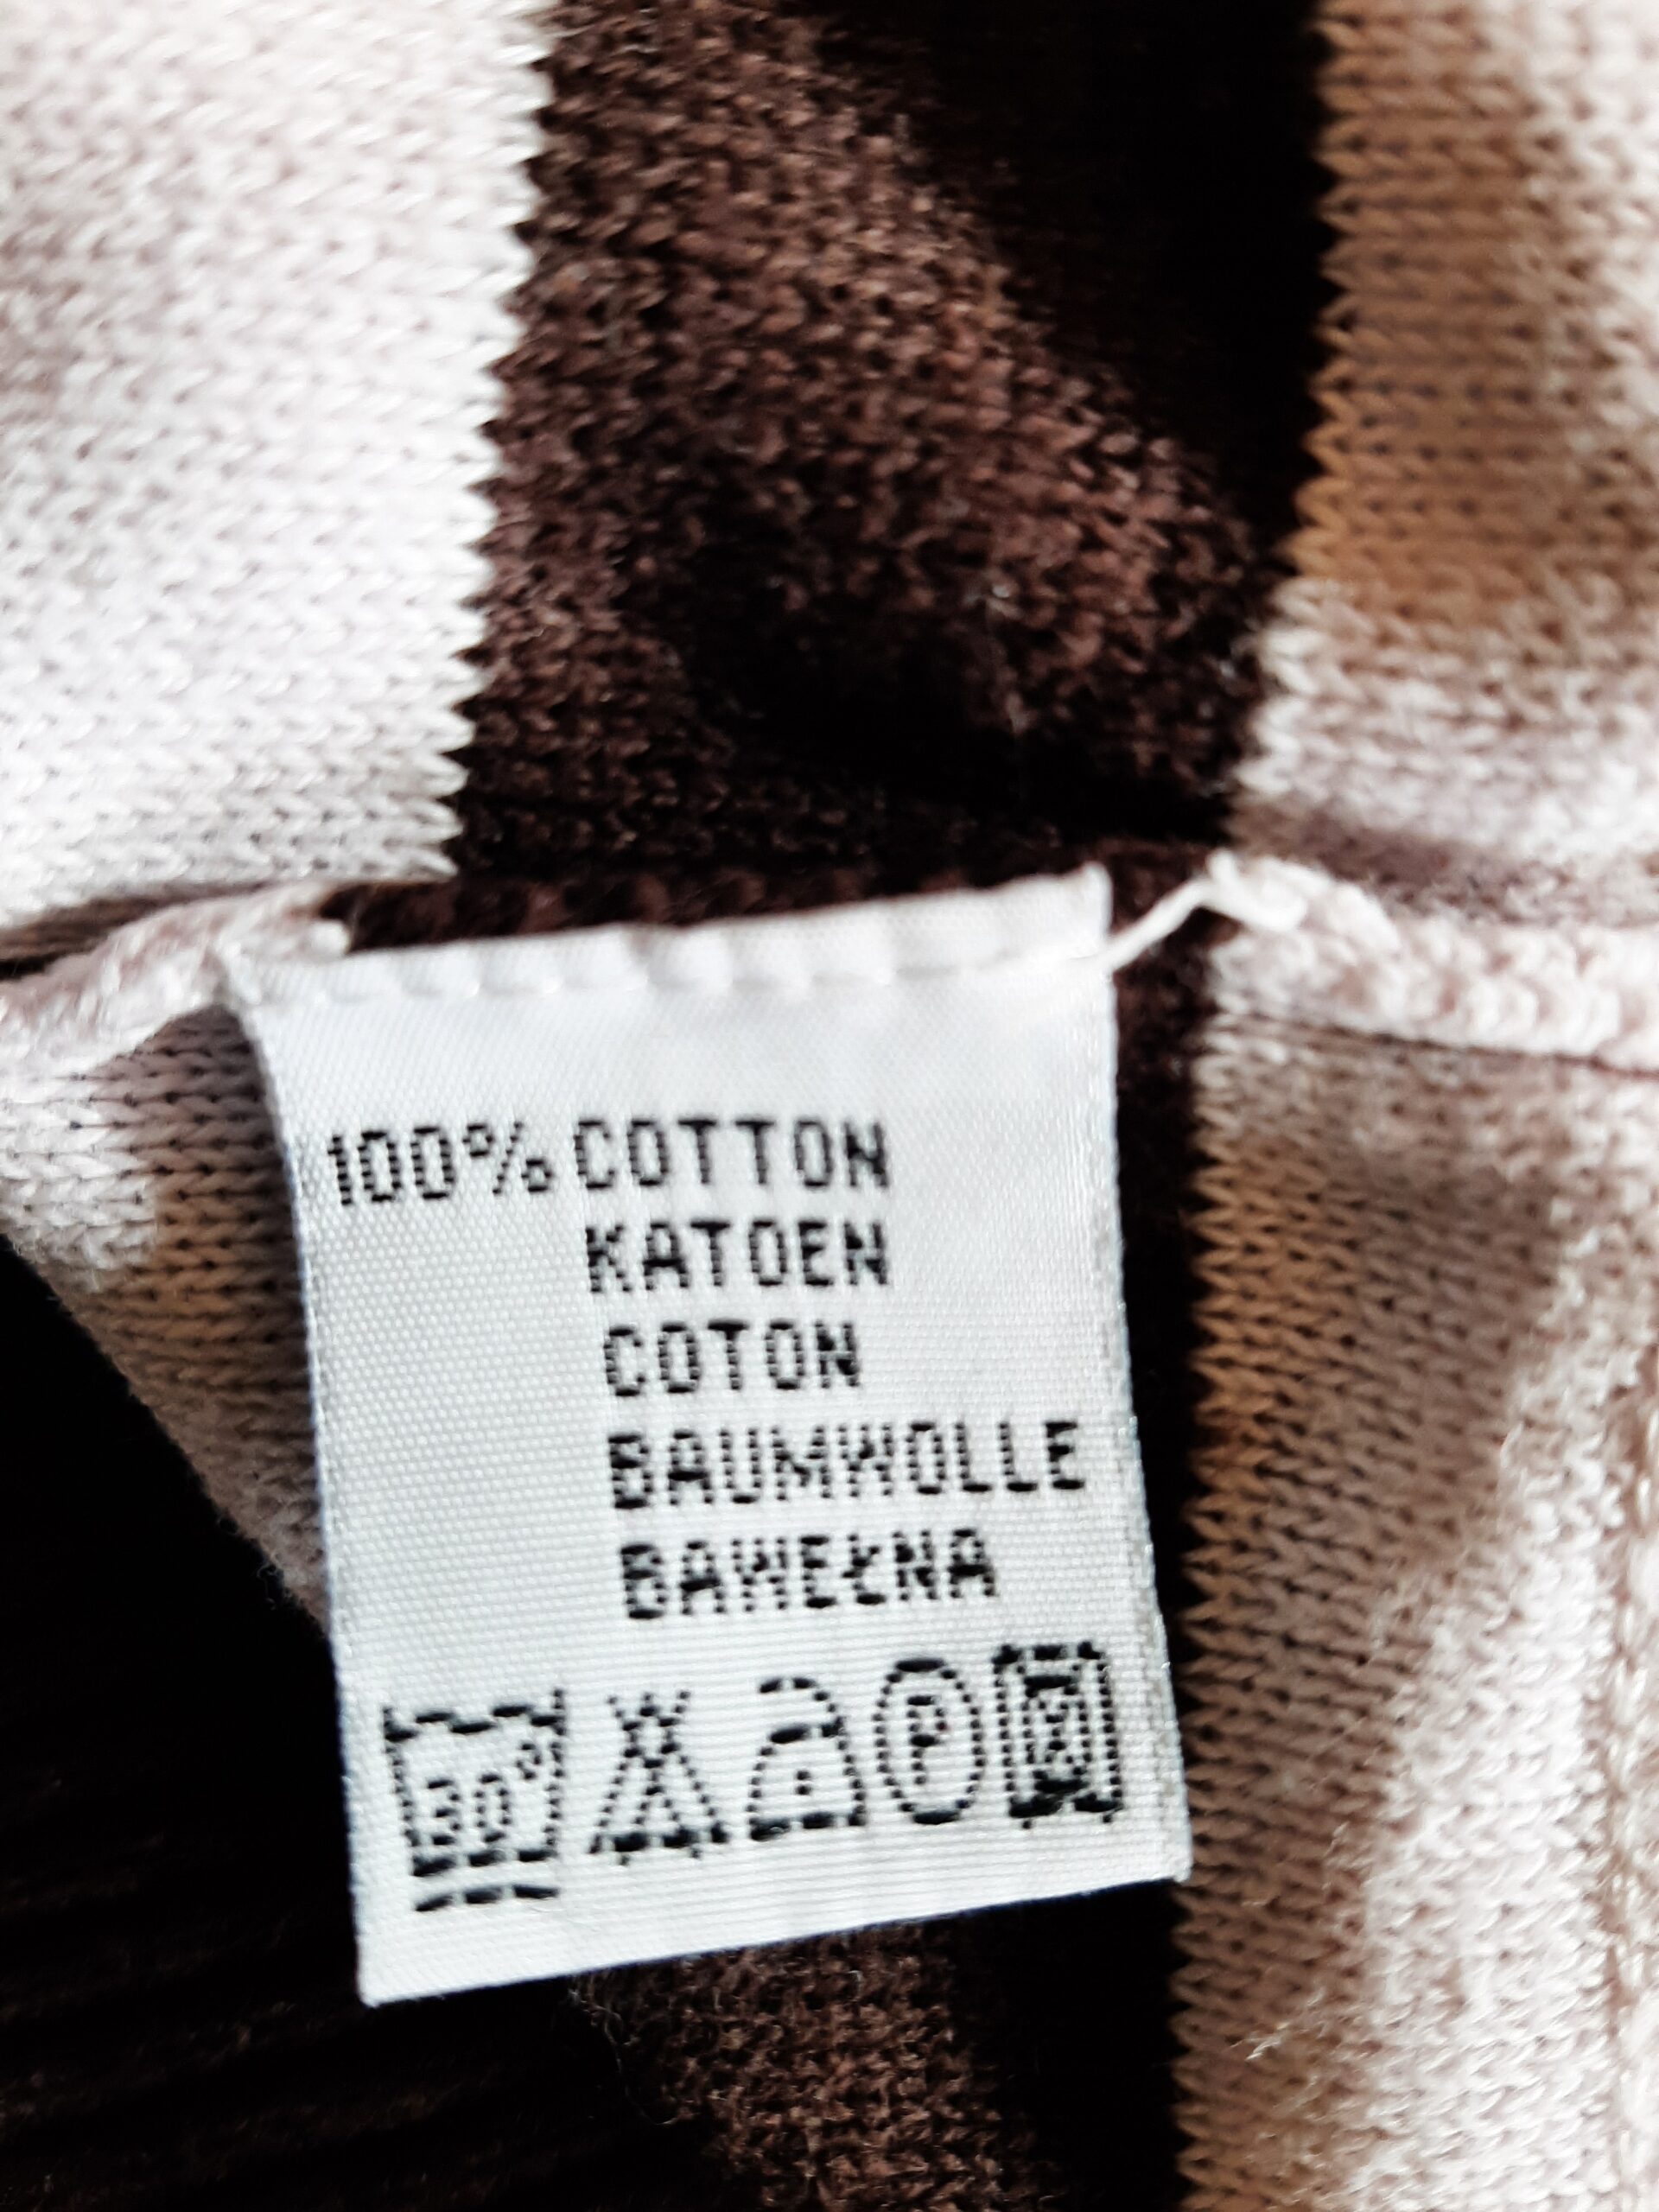 100% COTTON
KATOEN
COTON
BAUMWOLLE
BAWEŁNA
30° P